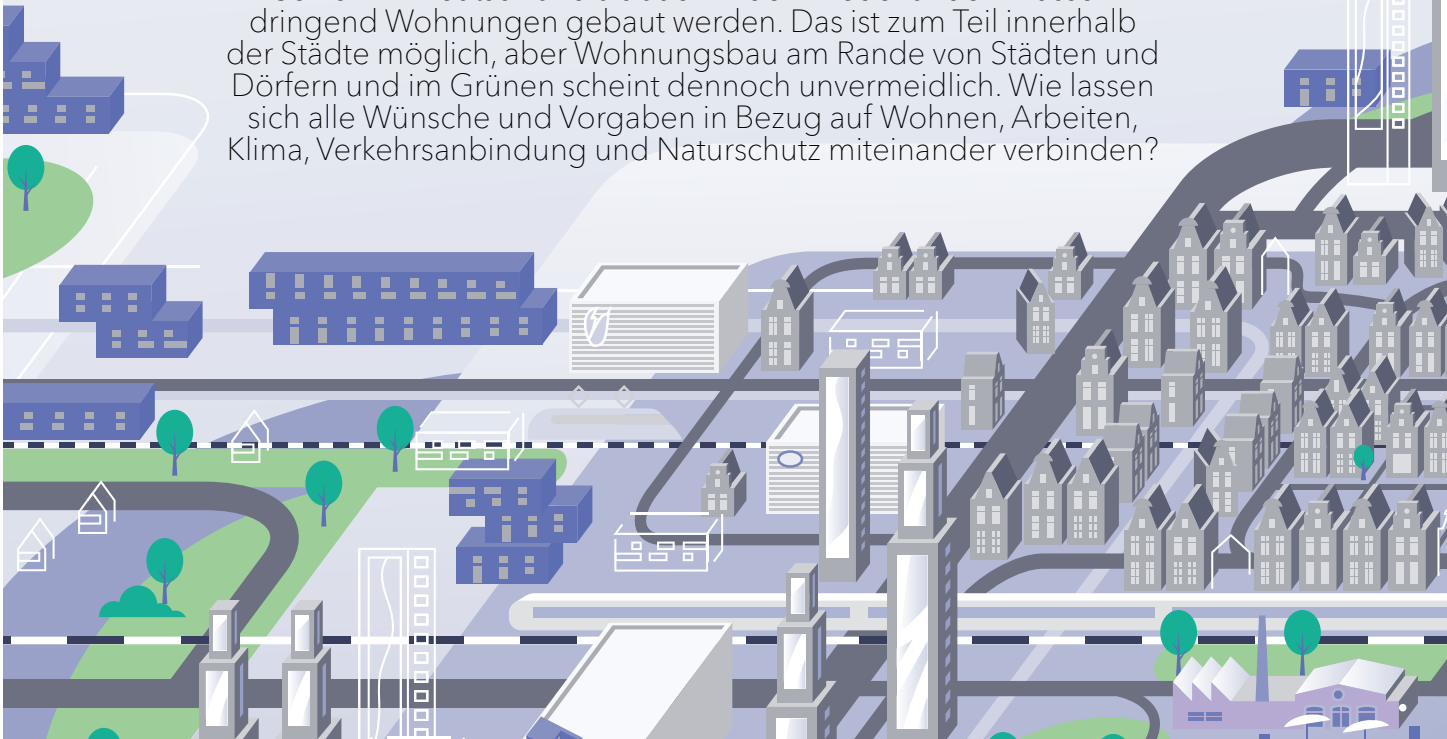 dringend Wohnungen gebaut werden. Das ist zum Teil innerhalb
der Städte möglich, aber Wohnungsbau am Rande von Städten und
Dörfern und im Grünen scheint dennoch unvermeidlich. Wie lassen
sich alle Wünsche und Vorgaben in Bezug auf Wohnen, Arbeiten,
Klima, Verkehrsanbindung und Naturschutz miteinander verbinden?